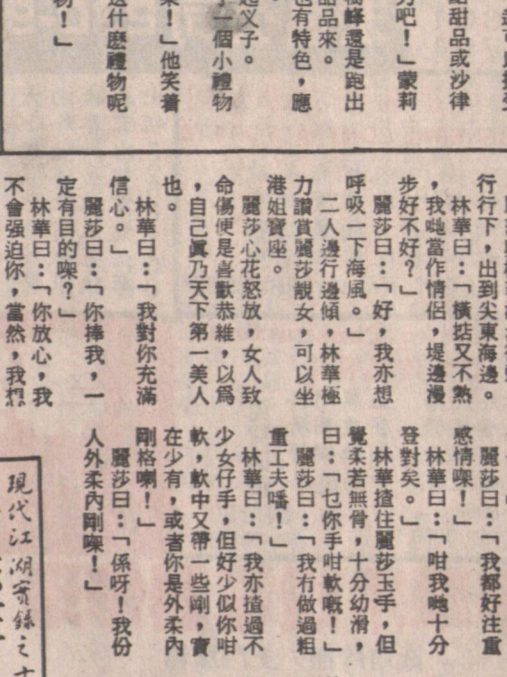 給甜品或沙律
吧！」蒙莉
峰還是跑出
甜品來。
也有特色，應
起叉子。
一個小禮物
！」他笑着
送什麽禮物呢
物！」
行行下，出到尖東海邊。
林華曰：「橫掂又不熱
，我哋當作情侶，堤邊漫
步好不好？」
麗莎曰：「好，我亦想
呼吸一下海風。」
二人邊行邊傾，林華極
力讚賞麗莎靚女，可以坐
港姐寶座。
麗莎心花怒放，女人致
命傷便是喜歡恭維，以爲
，自己眞乃天下第一美人
也。
林華曰：「我對你充滿
信心。」
麗莎曰：「你捧我，一
定有目的㗎？」
林華曰：「你放心，我
不會强迫你，當然，我想
麗莎曰：「我都好注重
感情㗎！」
林華曰：「咁我哋十分
登對矣。」
林華揸住麗莎玉手，但
覺柔若無骨，十分幼滑，
曰：「乜你手咁軟嘅！」
麗莎曰：「我冇做過粗
重工夫噃！」
林華曰：「我亦揸過不
少女仔手，但好少似你咁
軟，軟中又帶一些剛，實
在少有，或者你是外柔內
剛格喇！」
麗莎曰：「係呀！我份
人外柔內剛㗎！」
現代江湖實錄之